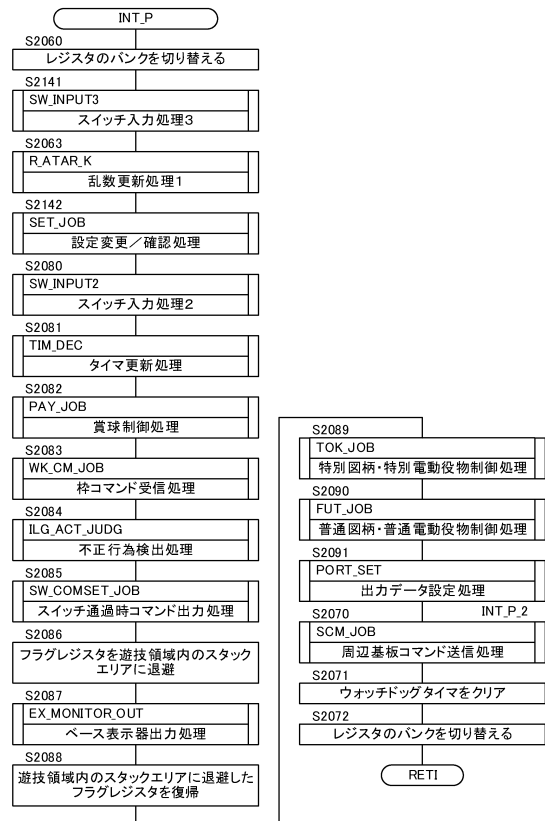 INT_P
S2060
レジスタのバンクを切り替える
S2141
SW_INPUT3
スイッチ入力処理3
S2063
R_ATAR_K
乱数更新処理1
S2142
SET_JOB
設定変更／確認処理
S2080
SW_INPUT2
スイッチ入力処理2
S2081
TIM_DEC
タイマ更新処理
S2082
PAY_JOB
賞球制御処理
S2083
WK_CM_JOB
枠コマンド受信処理
S2084
ILG_ACT_JUDG
不正行為検出処理
S2085
SW_COMSET_JOB
スイッチ通過時コマンド出力処理
S2086
フラグレジスタを遊技領域内のスタック
エリアに退避
S2087
EX_MONITOR_OUT
ベース表示器出力処理
S2088
遊技領域内のスタックエリアに退避した
フラグレジスタを復帰
S2089
TOK_JOB
特別図柄・特別電動役物制御処理
S2090
FUT_JOB
普通図柄・普通電動役物制御処理
S2091
PORT_SET
出力データ設定処理
INT_P_2
S2070
SCM_JOB
周辺基板コマンド送信処理
S2071
ウォッチドッグタイマをクリア
S2072
レジスタのバンクを切り替える
RETI